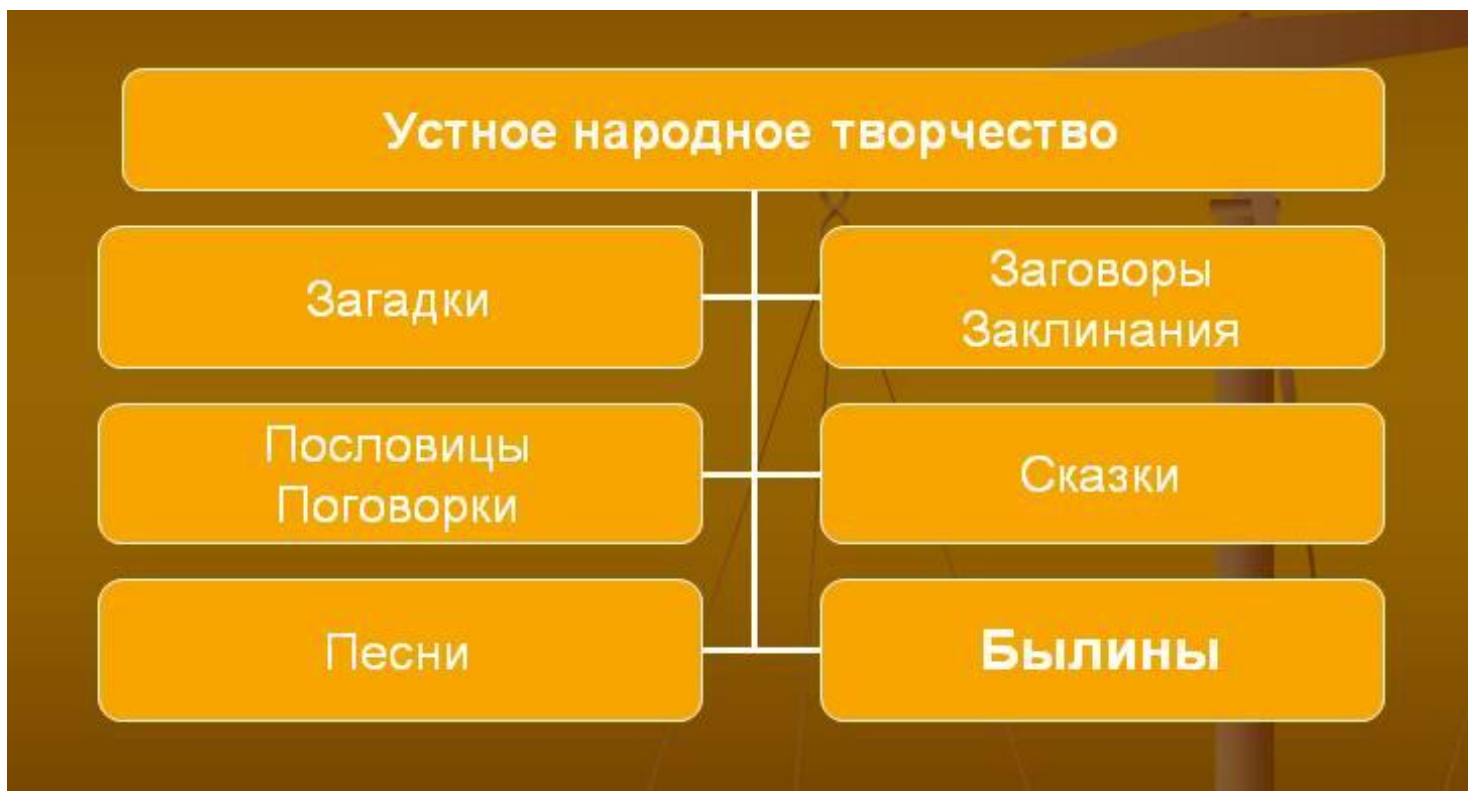 Устное народное творчество
Загадки
Заговоры
Заклинания
Пословицы
Поговорки
Сказки
Песни
Былины